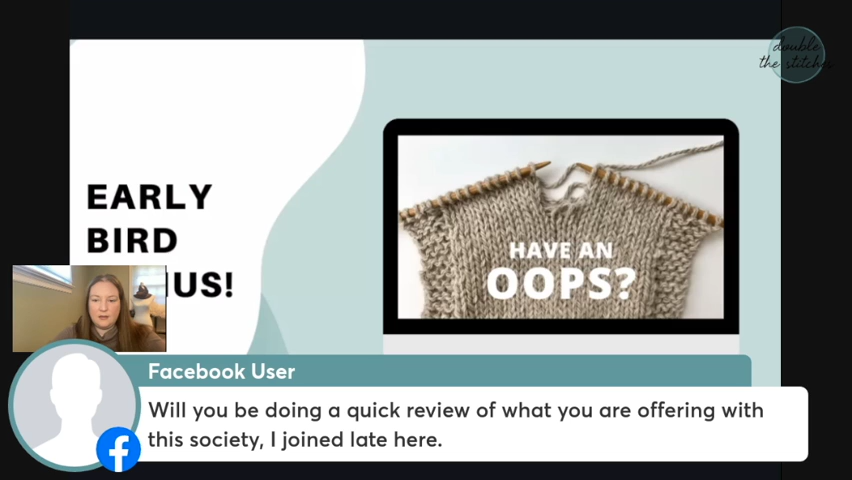 double
the stitches
EARLY
BIRD
NUS!
HAVE AN
OOPS?
Facebook User
Will you be doing a quick review of what you are offering with
this society, I joined late here.